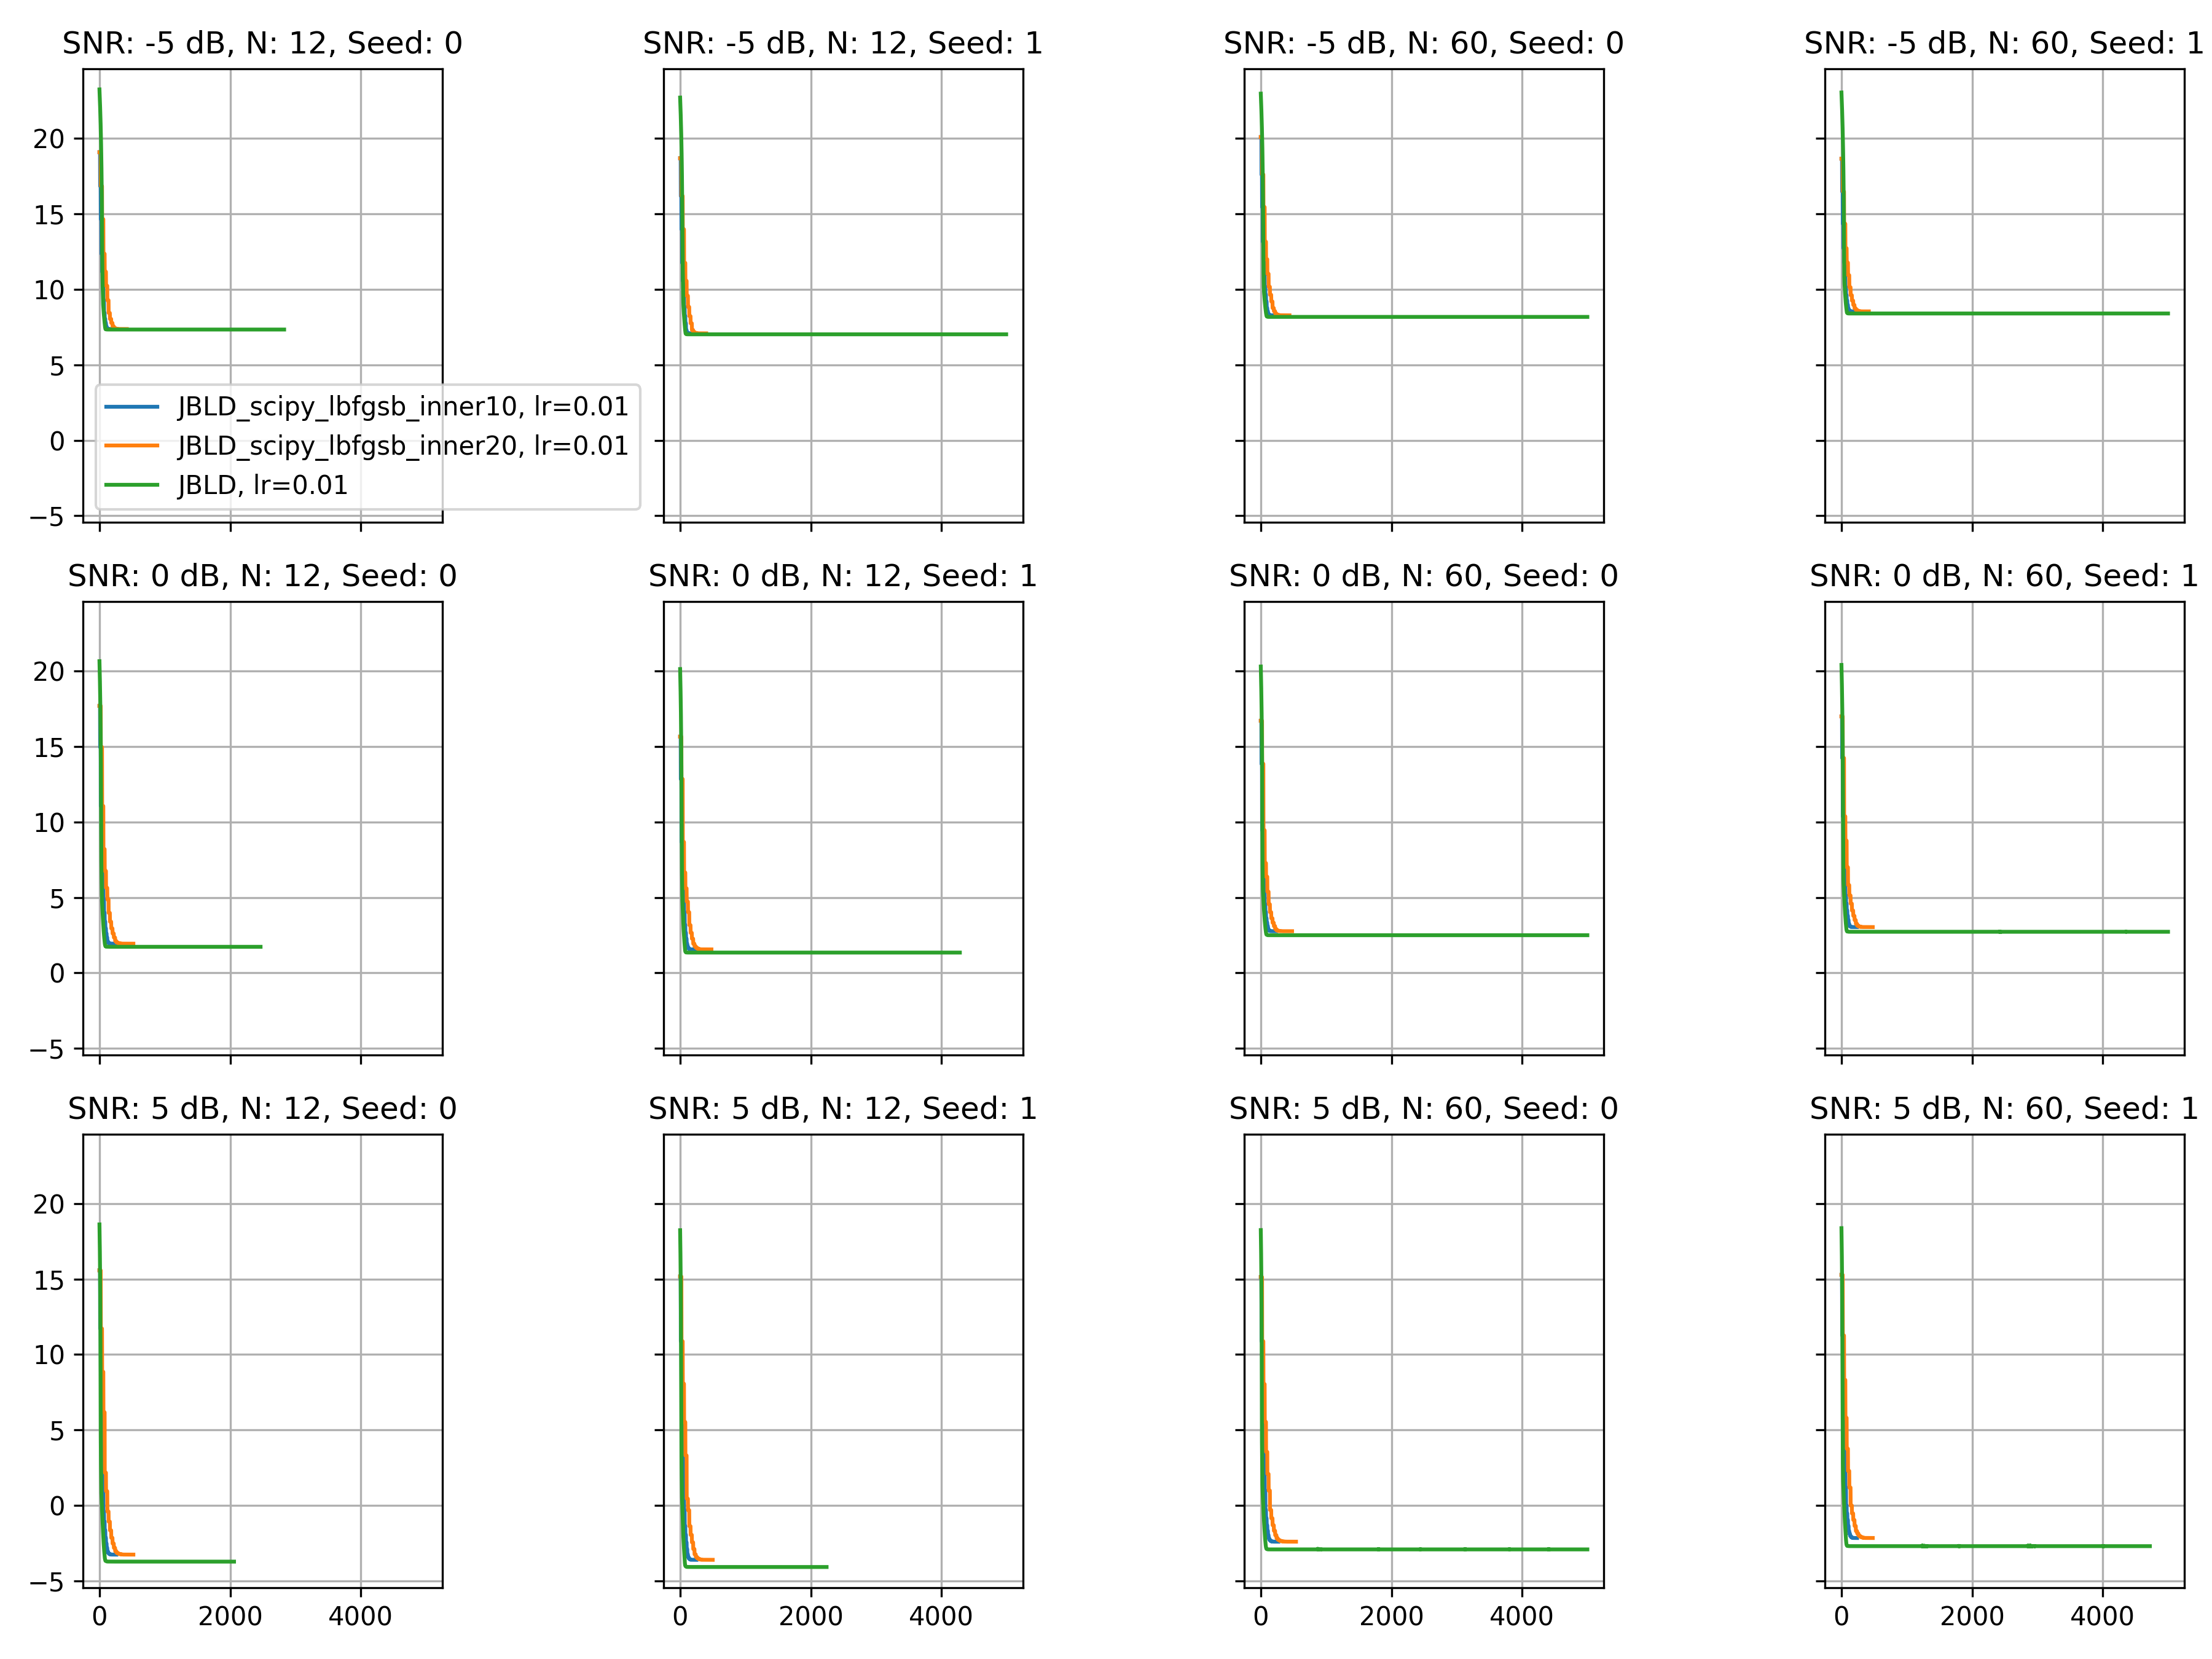 SNR: -5 dB, N: 12, Seed: 0
SNR: -5 dB, N: 12, Seed: 1
SNR: -5 dB, N: 60, Seed: 0
SNR: -5 dB, N: 60, Seed: 1
20
15
10
5
0
−5
JBLD_scipy_lbfgsb_inner10, lr=0.01
JBLD_scipy_lbfgsb_inner20, lr=0.01
JBLD, lr=0.01
SNR: 0 dB, N: 12, Seed: 0
SNR: 0 dB, N: 12, Seed: 1
SNR: 0 dB, N: 60, Seed: 0
SNR: 0 dB, N: 60, Seed: 1
20
15
10
5
0
−5
SNR: 5 dB, N: 12, Seed: 0
SNR: 5 dB, N: 12, Seed: 1
SNR: 5 dB, N: 60, Seed: 0
SNR: 5 dB, N: 60, Seed: 1
20
15
10
5
0
−5
0 2000 4000
0 2000 4000
0 2000 4000
0 2000 4000